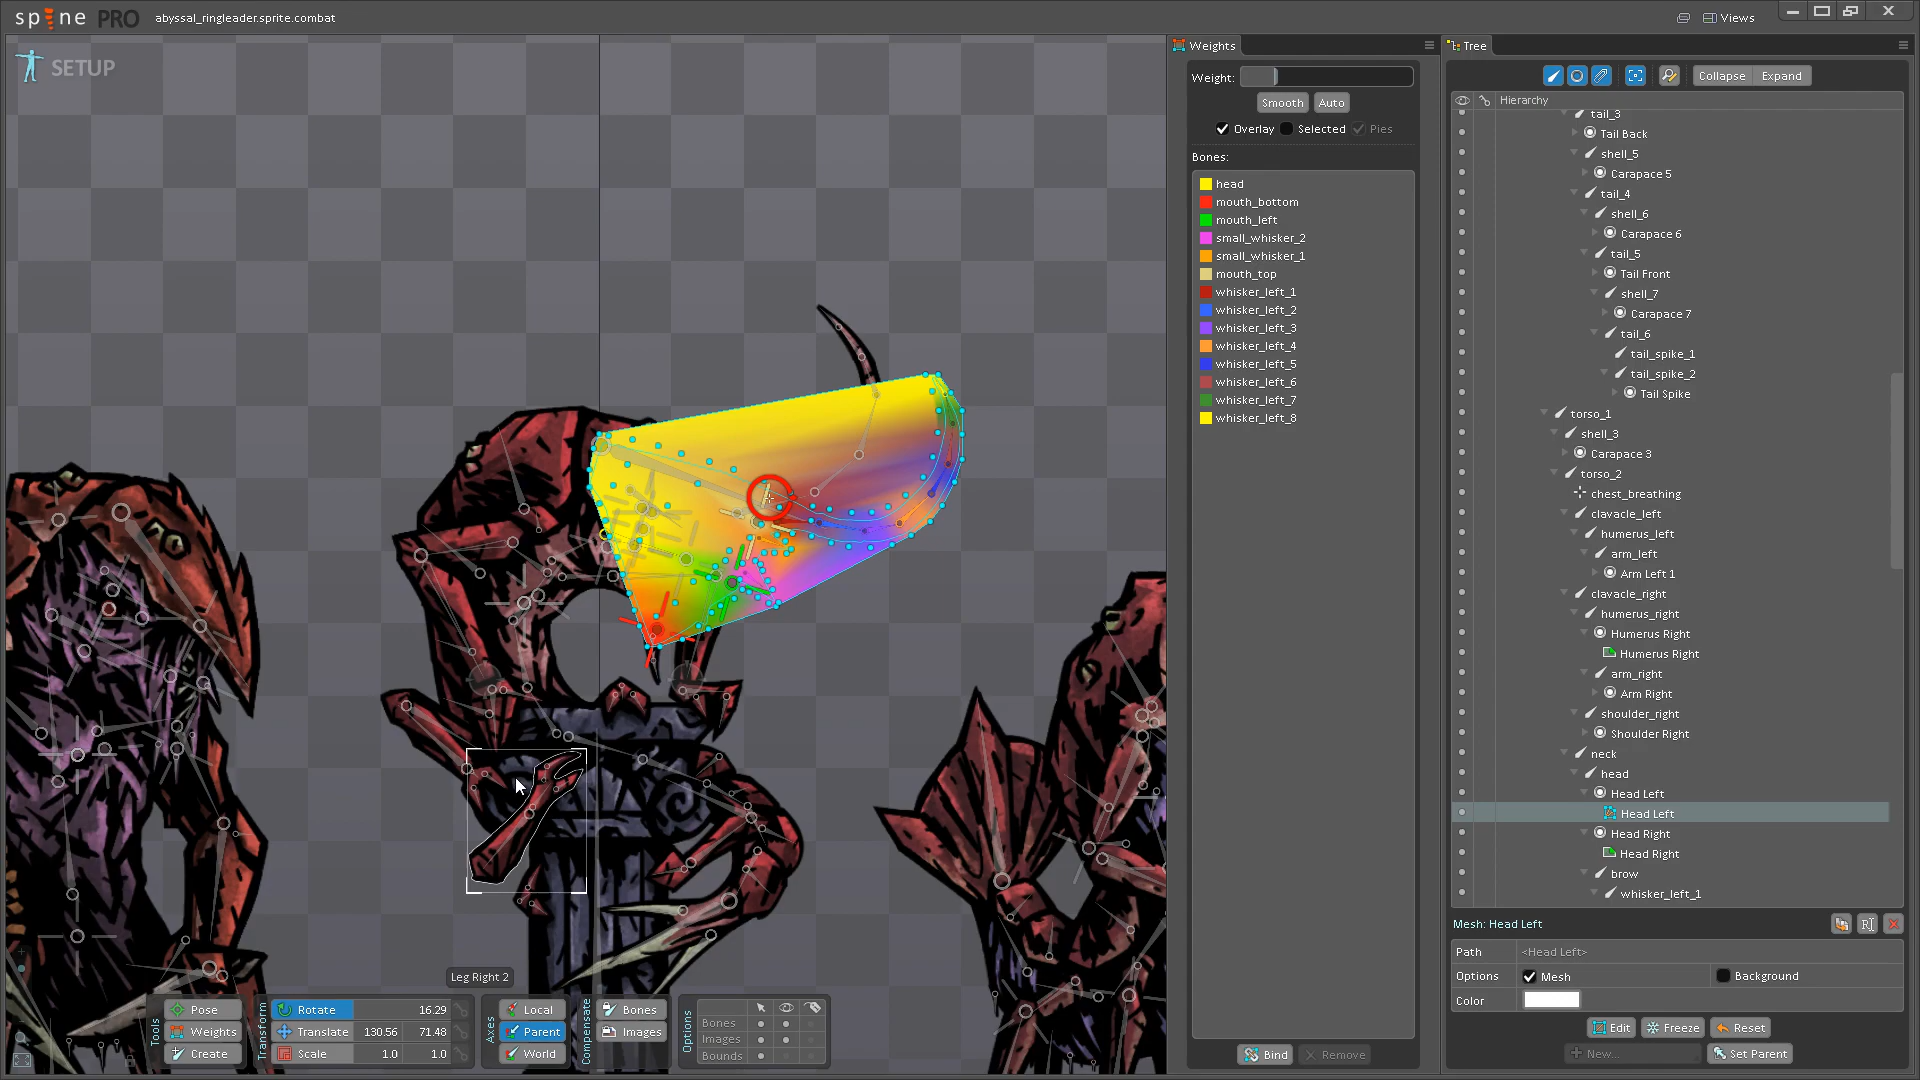 spine PRO abyssal_ringleader.sprite.combat
Views
SETUP
Weights
Weight:
Smooth Auto
Overlay Selected Pies
Bones:
head
mouth_bottom
mouth_left
small_whisker_2
small_whisker_1
mouth_top
whisker_left_1
whisker_left_2
whisker_left_3
whisker_left_4
whisker_left_5
whisker_left_6
whisker_left_7
whisker_left_8
Bind Remove
Tree
Collapse Expand
Hierarchy
tail_3
Tail Back
shell_5
Carapace 5
tail_4
shell_6
Carapace 6
tail_5
Tail Front
shell_7
Carapace 7
tail_6
tail_spike_1
tail_spike_2
Tail Spike
torso_1
shell_3
Carapace 3
torso_2
chest_breathing
clavacle_left
humerus_left
arm_left
Arm Left 1
clavacle_right
humerus_right
Humerus Right
Humerus Right
arm_right
Arm Right
shoulder_right
Shoulder Right
neck
head
Head Left
Head Left
Head Right
Head Right
brow
whisker_left_1
Mesh: Head Left
Path <Head Left>
Options Mesh Background
Color
Edit Freeze Reset
New... Set Parent
Leg Right 2
Tools
Pose
Weights
Create
Transform
Rotate 16.29
Translate 130.56 71.48
Scale 1.0 1.0
Axes
Local
Parent
World
Compensate
Bones
Images
Options
Bones
Images
Bounds